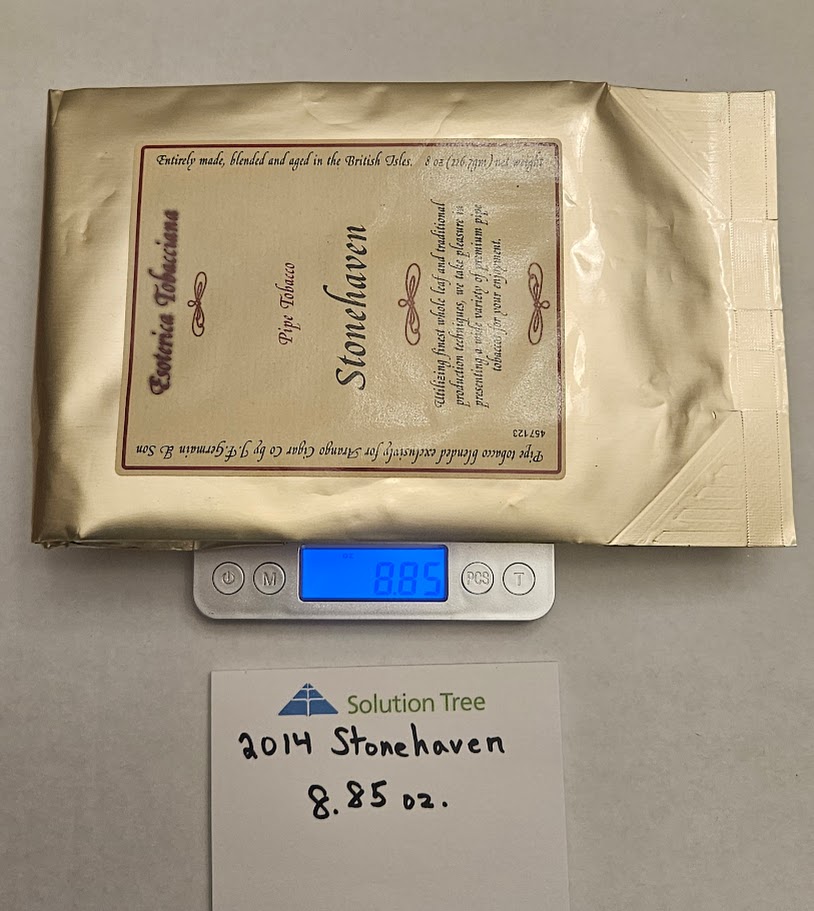 Entirely made, blended and aged in the British Isles.
8 oz (226.7gr) net weight
Esoterica Tobacciana
Pipe Tobacco
Stonehaven
Utilizing finest whole leaf and traditional
production techniques, we take pleasure in
presenting a wide variety of premium pipe
tobaccos for your enjoyment.
457123
Pipe tobacco blended exclusively for Arango Cigar Co by J.F.Germain & Son
M
oz
8.85
PCS
T
Solution Tree
2014 Stonehaven
8.85 oz.